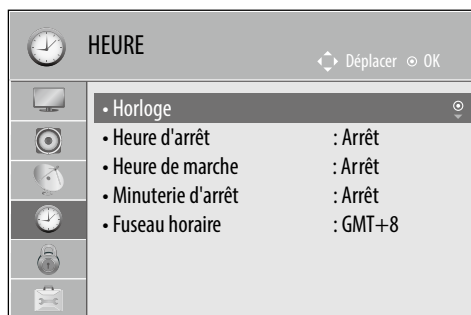 HEURE
Déplacer OK
• Horloge
• Heure d'arrêt : Arrêt
• Heure de marche : Arrêt
• Minuterie d'arrêt : Arrêt
• Fuseau horaire : GMT+8